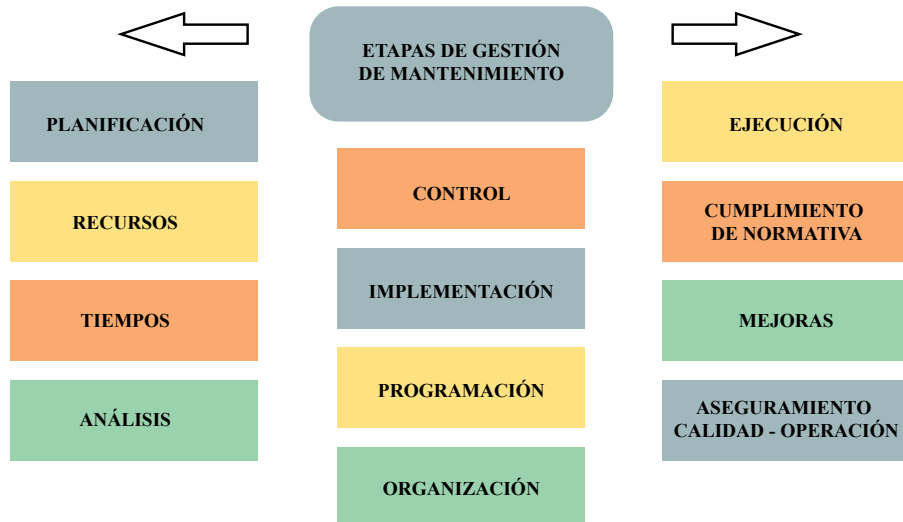 ETAPAS DE GESTIÓN
DE MANTENIMIENTO
PLANIFICACIÓN
RECURSOS
TIEMPOS
ANÁLISIS
CONTROL
IMPLEMENTACIÓN
PROGRAMACIÓN
ORGANIZACIÓN
EJECUCIÓN
CUMPLIMIENTO
DE NORMATIVA
MEJORAS
ASEGURAMIENTO
CALIDAD - OPERACIÓN